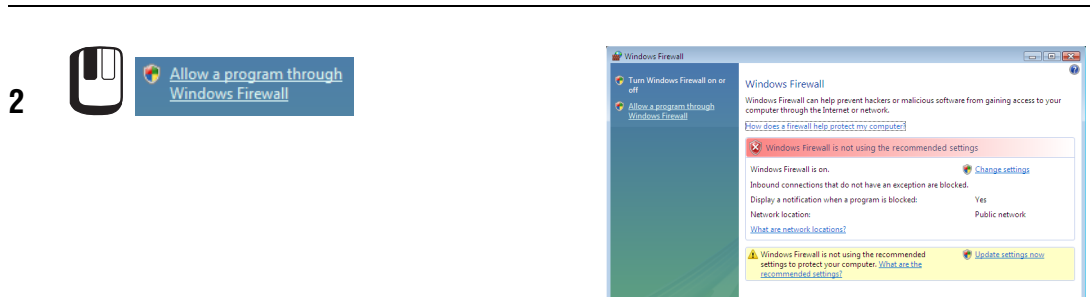 2
Allow a program through
Windows Firewall
Windows Firewall
Turn Windows Firewall on or
off
Allow a program through
Windows Firewall
Windows Firewall
Windows Firewall can help prevent hackers or malicious software from gaining access to your
computer through the Internet or network.
How does a firewall help protect my computer?
Windows Firewall is not using the recommended settings
Windows Firewall is on.
Change settings
Inbound connections that do not have an exception are blocked.
Display a notification when a program is blocked:
Yes
Network location:
Public network
What are network locations?
Windows Firewall is not using the recommended
settings to protect your computer. What are the
recommended settings?
Update settings now